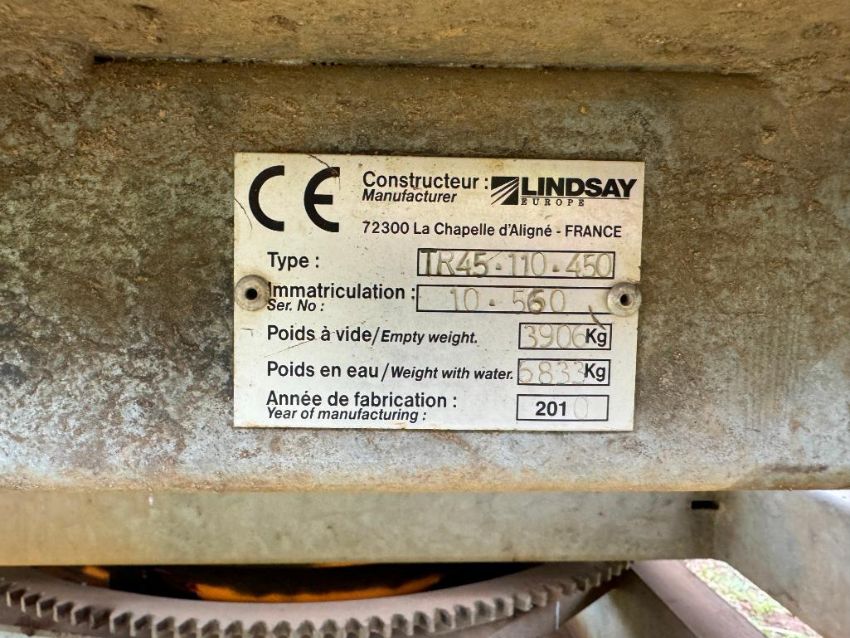 CE
Constructeur : LINDSAY
Manufacturer EUROPE
72300 La Chapelle d'Aligné - FRANCE
Type : TR45-110-450
Immatriculation : 10-560
Ser. No :
Poids à vide/Empty weight. 3906 Kg
Poids en eau/Weight with water. 6833 Kg
Année de fabrication : 2010
Year of manufacturing :